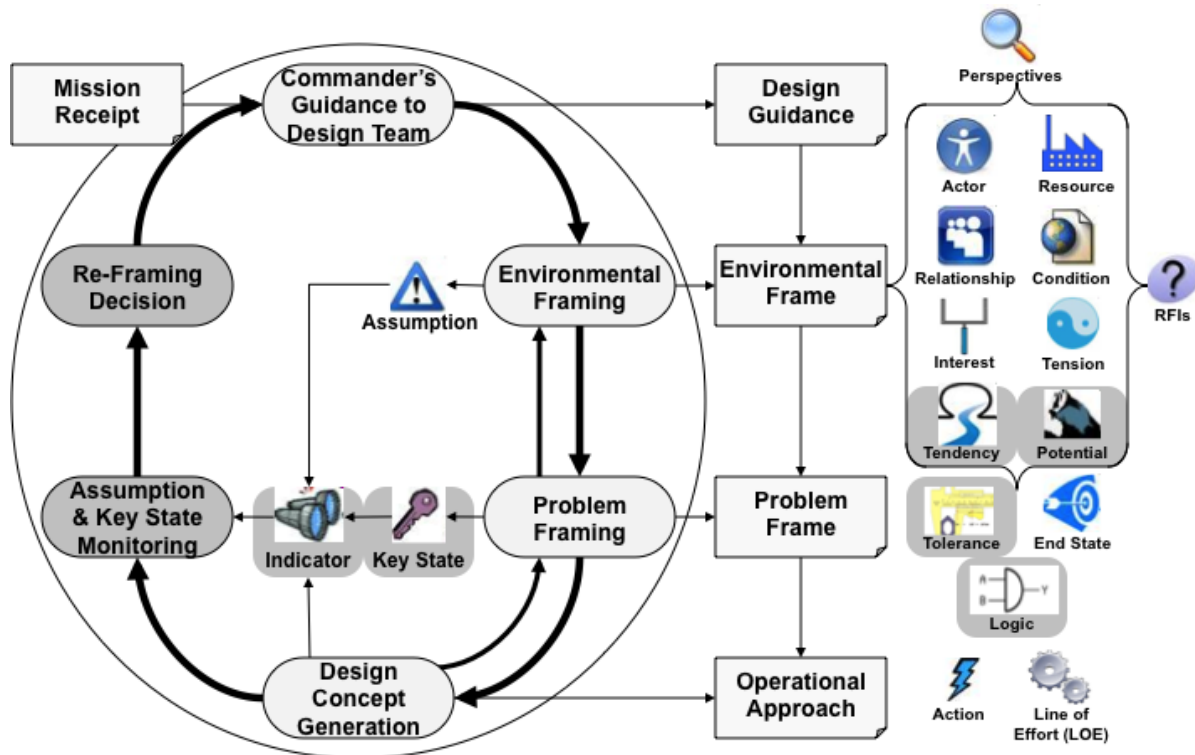 Perspectives
Mission
Receipt
Commander's
Guidance to
Design Team
Design
Guidance
Actor
Resource
Re-Framing
Decision
Assumption
Environmental
Framing
Environmental
Frame
Relationship
Condition
?
RFIs
Interest
Tension
Tendency
Potential
Assumption
& Key State
Monitoring
Indicator
Key State
Problem
Framing
Problem
Frame
Tolerance
End State
A
B
Y
Logic
Design
Concept
Generation
Operational
Approach
Action
Line of
Effort (LOE)